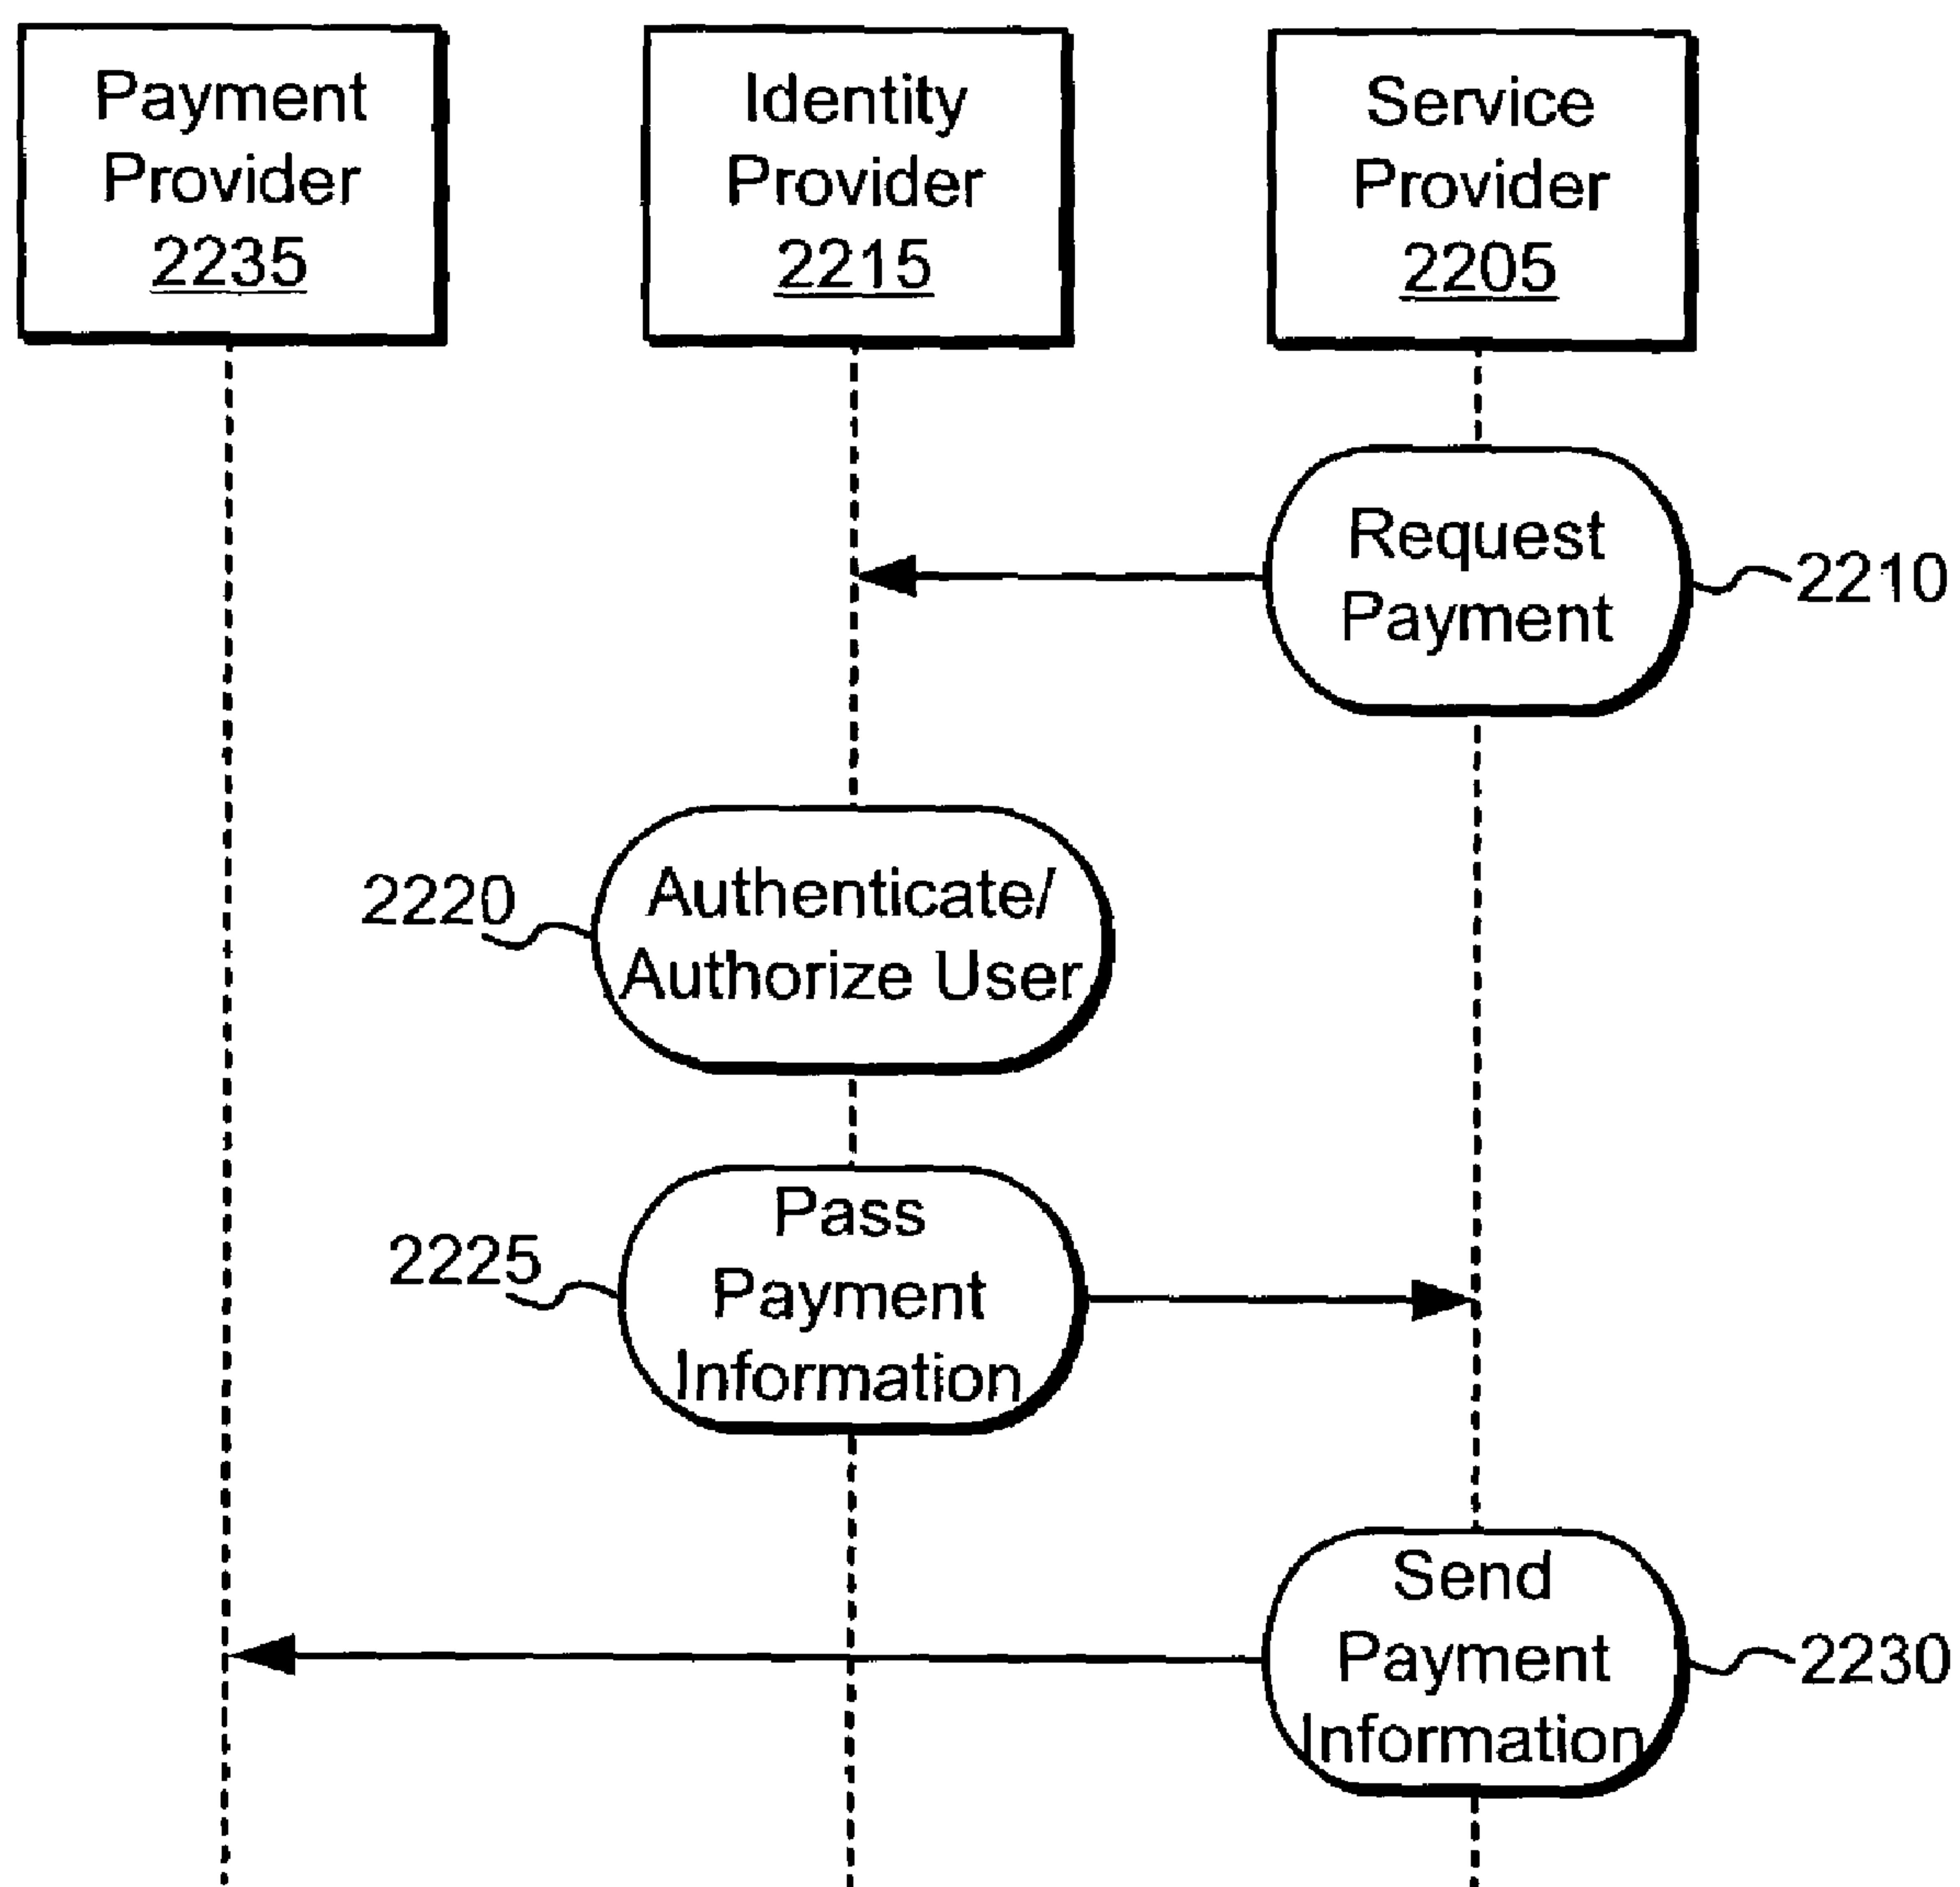 Payment
Provider
2235
Identity
Provider
2215
Service
Provider
2205
Request
Payment
2210
2220
Authenticate/
Authorize User
2225
Pass
Payment
Information
Send
Payment
Information
2230